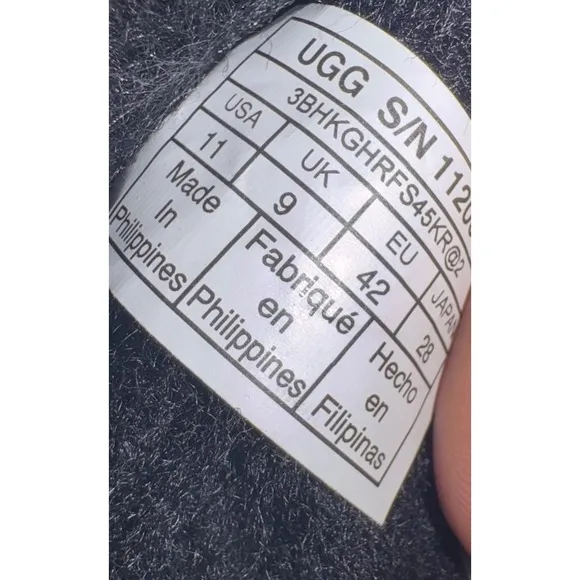 UGG S/N 1120
3BHKGHRFS45KR@2
USA UK EU JAPAN
11 9 42 28
Made In Philippines
Fabriqué en Philippines
Hecho en Filipinas